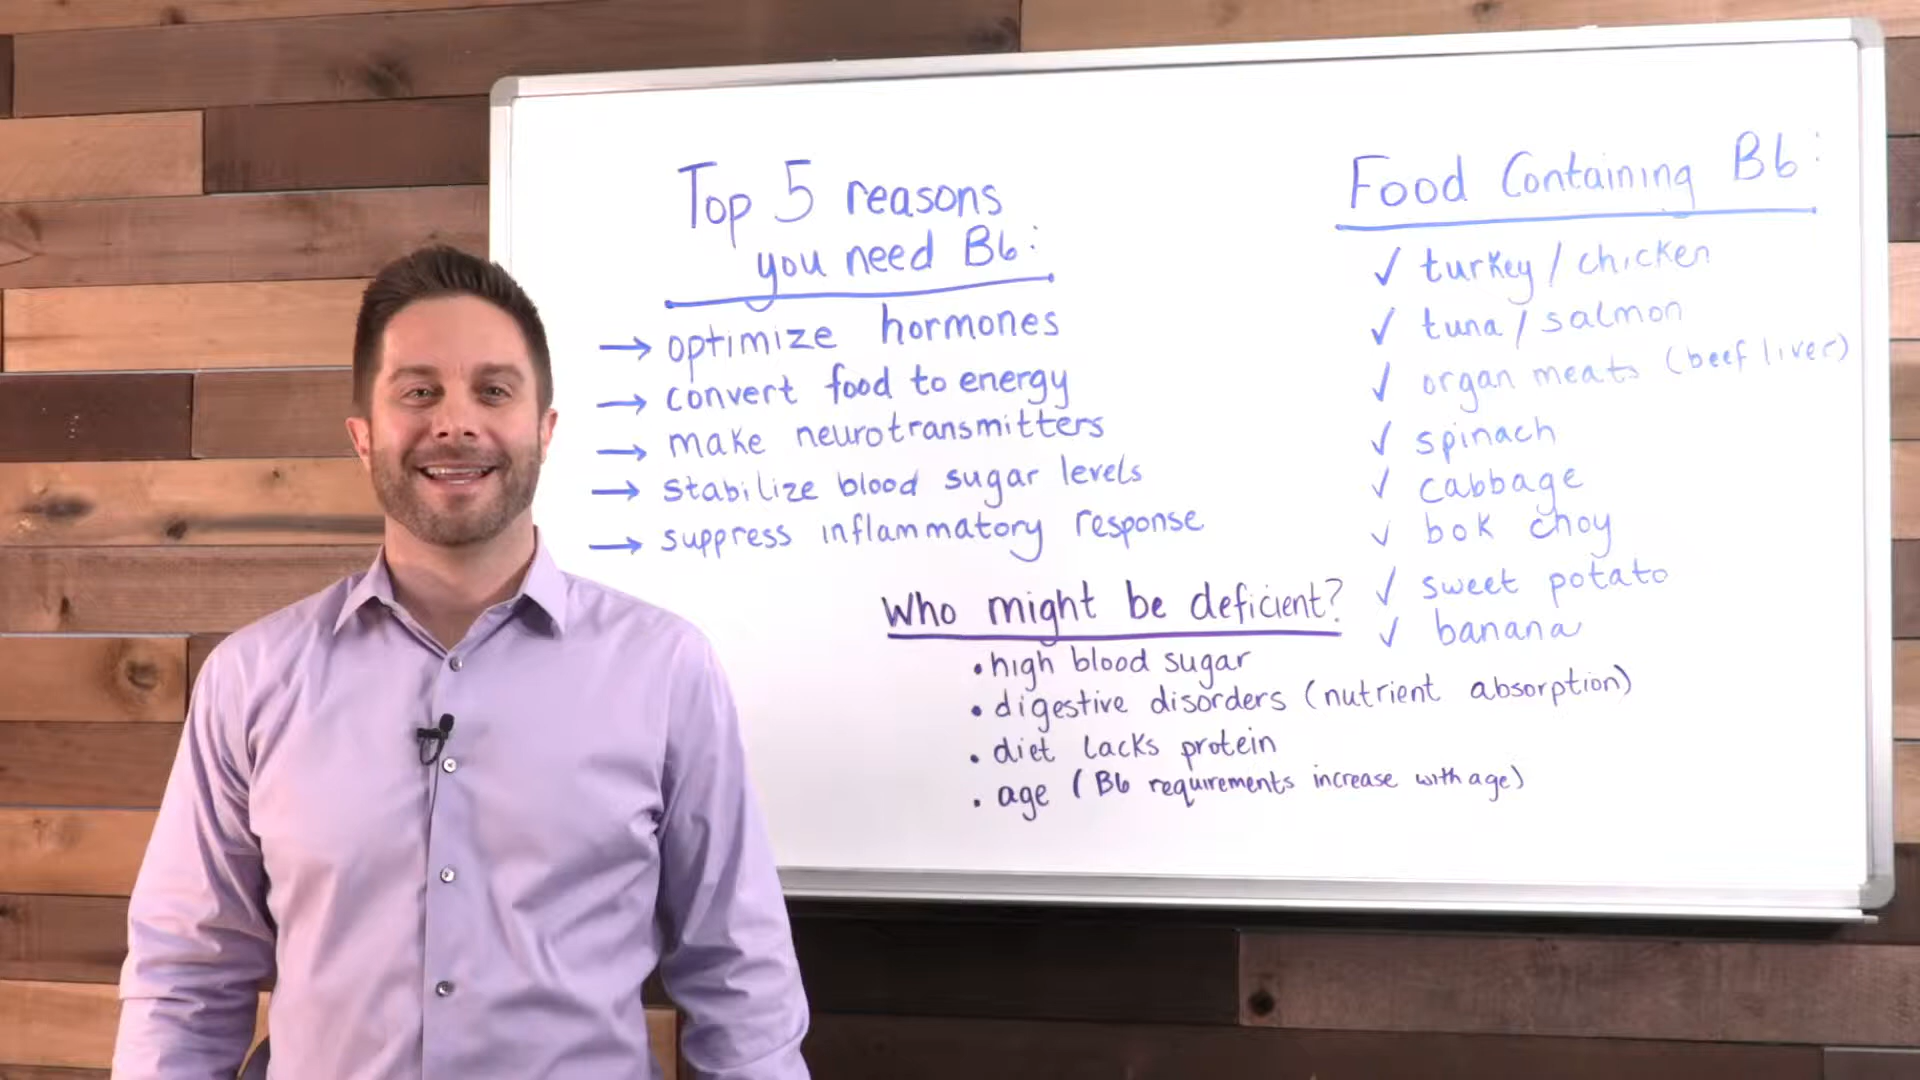 Top 5 reasons
you need B6:
→ optimize hormones
→ convert food to energy
→ make neurotransmitters
→ stabilize blood sugar levels
→ suppress inflammatory response
Who might be deficient?
• high blood sugar
• digestive disorders (nutrient absorption)
• diet lacks protein
• age (B6 requirements increase with age)
Food Containing B6:
✓ turkey / chicken
✓ tuna / salmon
✓ organ meats (beef liver)
✓ spinach
✓ cabbage
✓ bok choy
✓ sweet potato
✓ banana